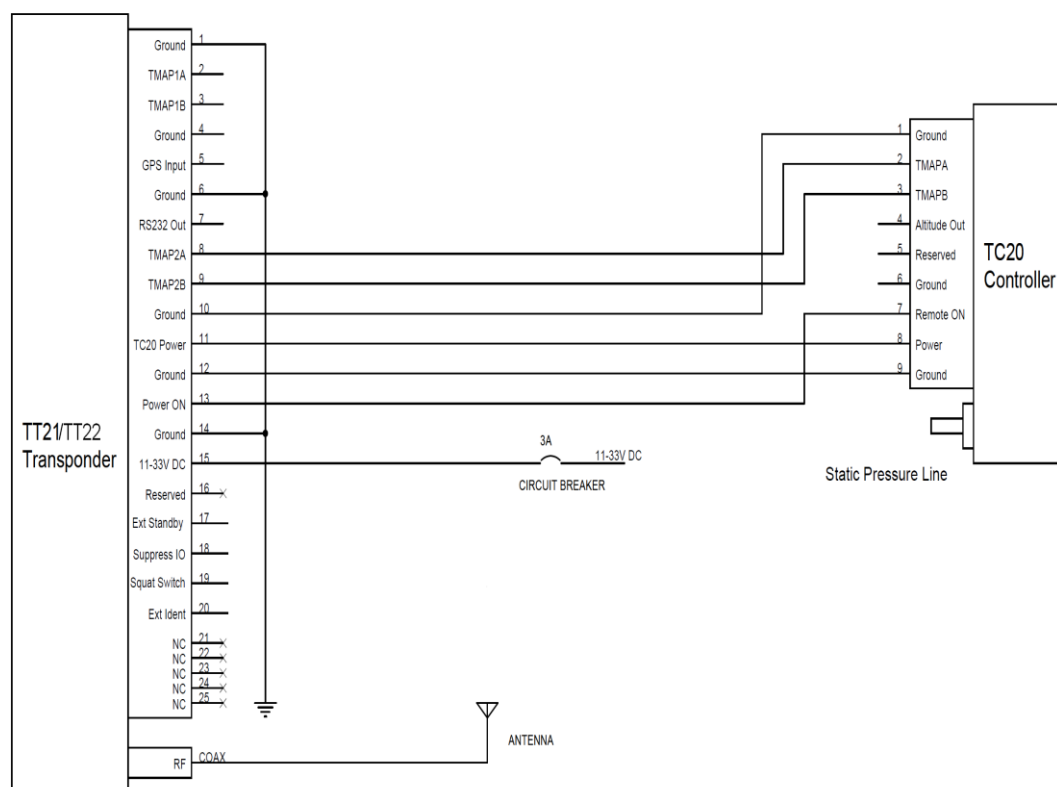 TT21/TT22
Transponder
Ground 1
TMAP1A 2
TMAP1B 3
Ground 4
GPS Input 5
Ground 6
RS232 Out 7
TMAP2A 8
TMAP2B 9
Ground 10
TC20 Power 11
Ground 12
Power ON 13
Ground 14
11-33V DC 15
Reserved 16
Ext Standby 17
Suppress IO 18
Squat Switch 19
Ext Ident 20
NC 21
NC 22
NC 23
NC 24
NC 25
RF COAX
3A
11-33V DC
CIRCUIT BREAKER
ANTENNA
1 Ground
2 TMAPA
3 TMAPB
4 Altitude Out
5 Reserved
6 Ground
7 Remote ON
8 Power
9 Ground
TC20
Controller
Static Pressure Line